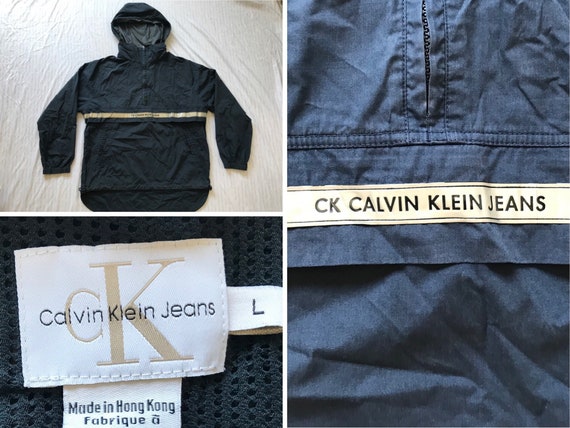 CK CALVIN KLEIN JEANS
CK
Calvin Klein Jeans
L
Made in Hong Kong
Fabrique à